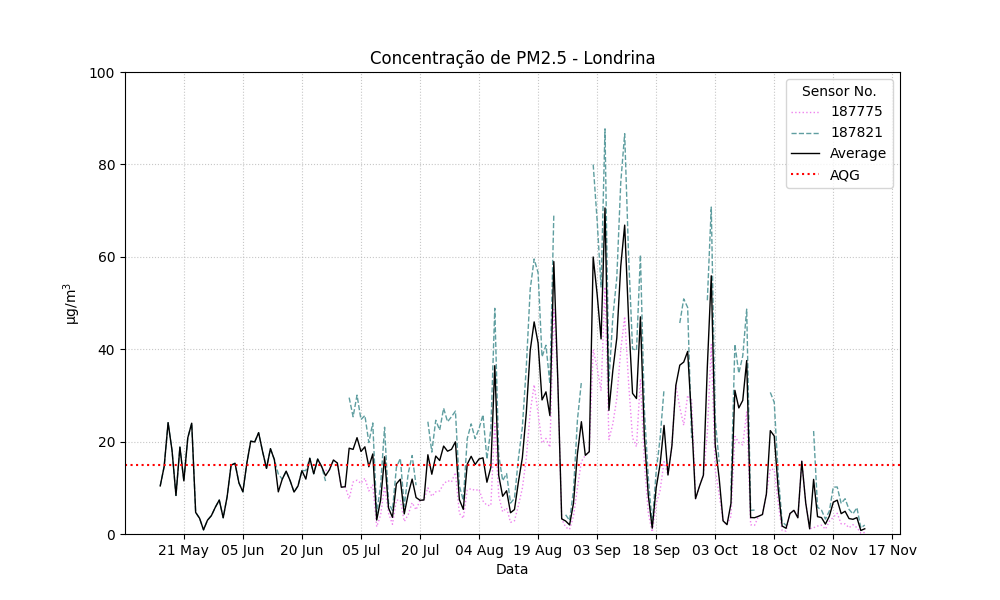 Concentração de PM2.5 - Londrina
Sensor No.
187775
187821
Average
AQG
100
80
60
40
20
0
µg/m³
21 May 05 Jun 20 Jun 05 Jul 20 Jul 04 Aug 19 Aug 03 Sep 18 Sep 03 Oct 18 Oct 02 Nov 17 Nov
Data